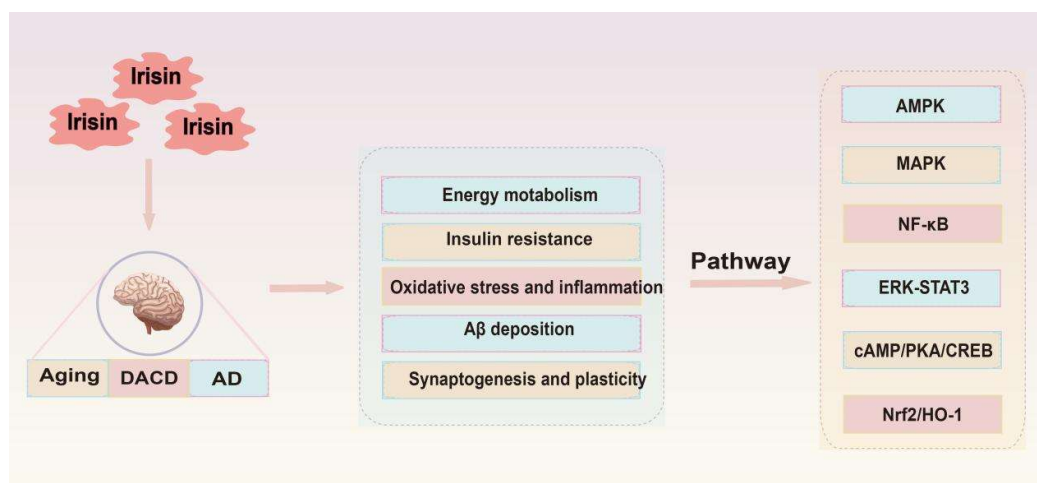 Irisin
Irisin
Irisin
Aging
DACD
AD
Energy motabolism
Insulin resistance
Oxidative stress and inflammation
Aβ deposition
Synaptogenesis and plasticity
Pathway
AMPK
MAPK
NF-κB
ERK-STAT3
cAMP/PKA/CREB
Nrf2/HO-1